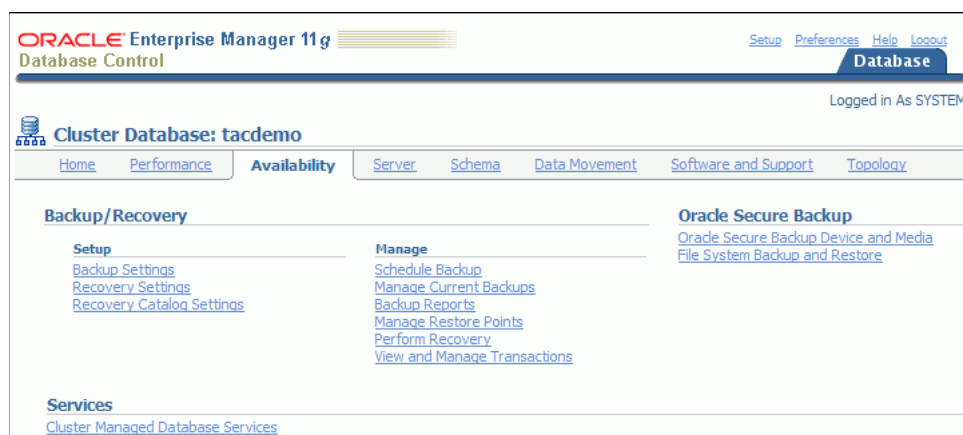 ORACLE Enterprise Manager 11g
Database Control
Setup Preferences Help Logout
Database
Logged in As SYSTEM
Cluster Database: tacdemo
Home Performance Availability Server Schema Data Movement Software and Support Topology
Backup/Recovery
Setup
Backup Settings
Recovery Settings
Recovery Catalog Settings
Manage
Schedule Backup
Manage Current Backups
Backup Reports
Manage Restore Points
Perform Recovery
View and Manage Transactions
Oracle Secure Backup
Oracle Secure Backup Device and Media
File System Backup and Restore
Services
Cluster Managed Database Services